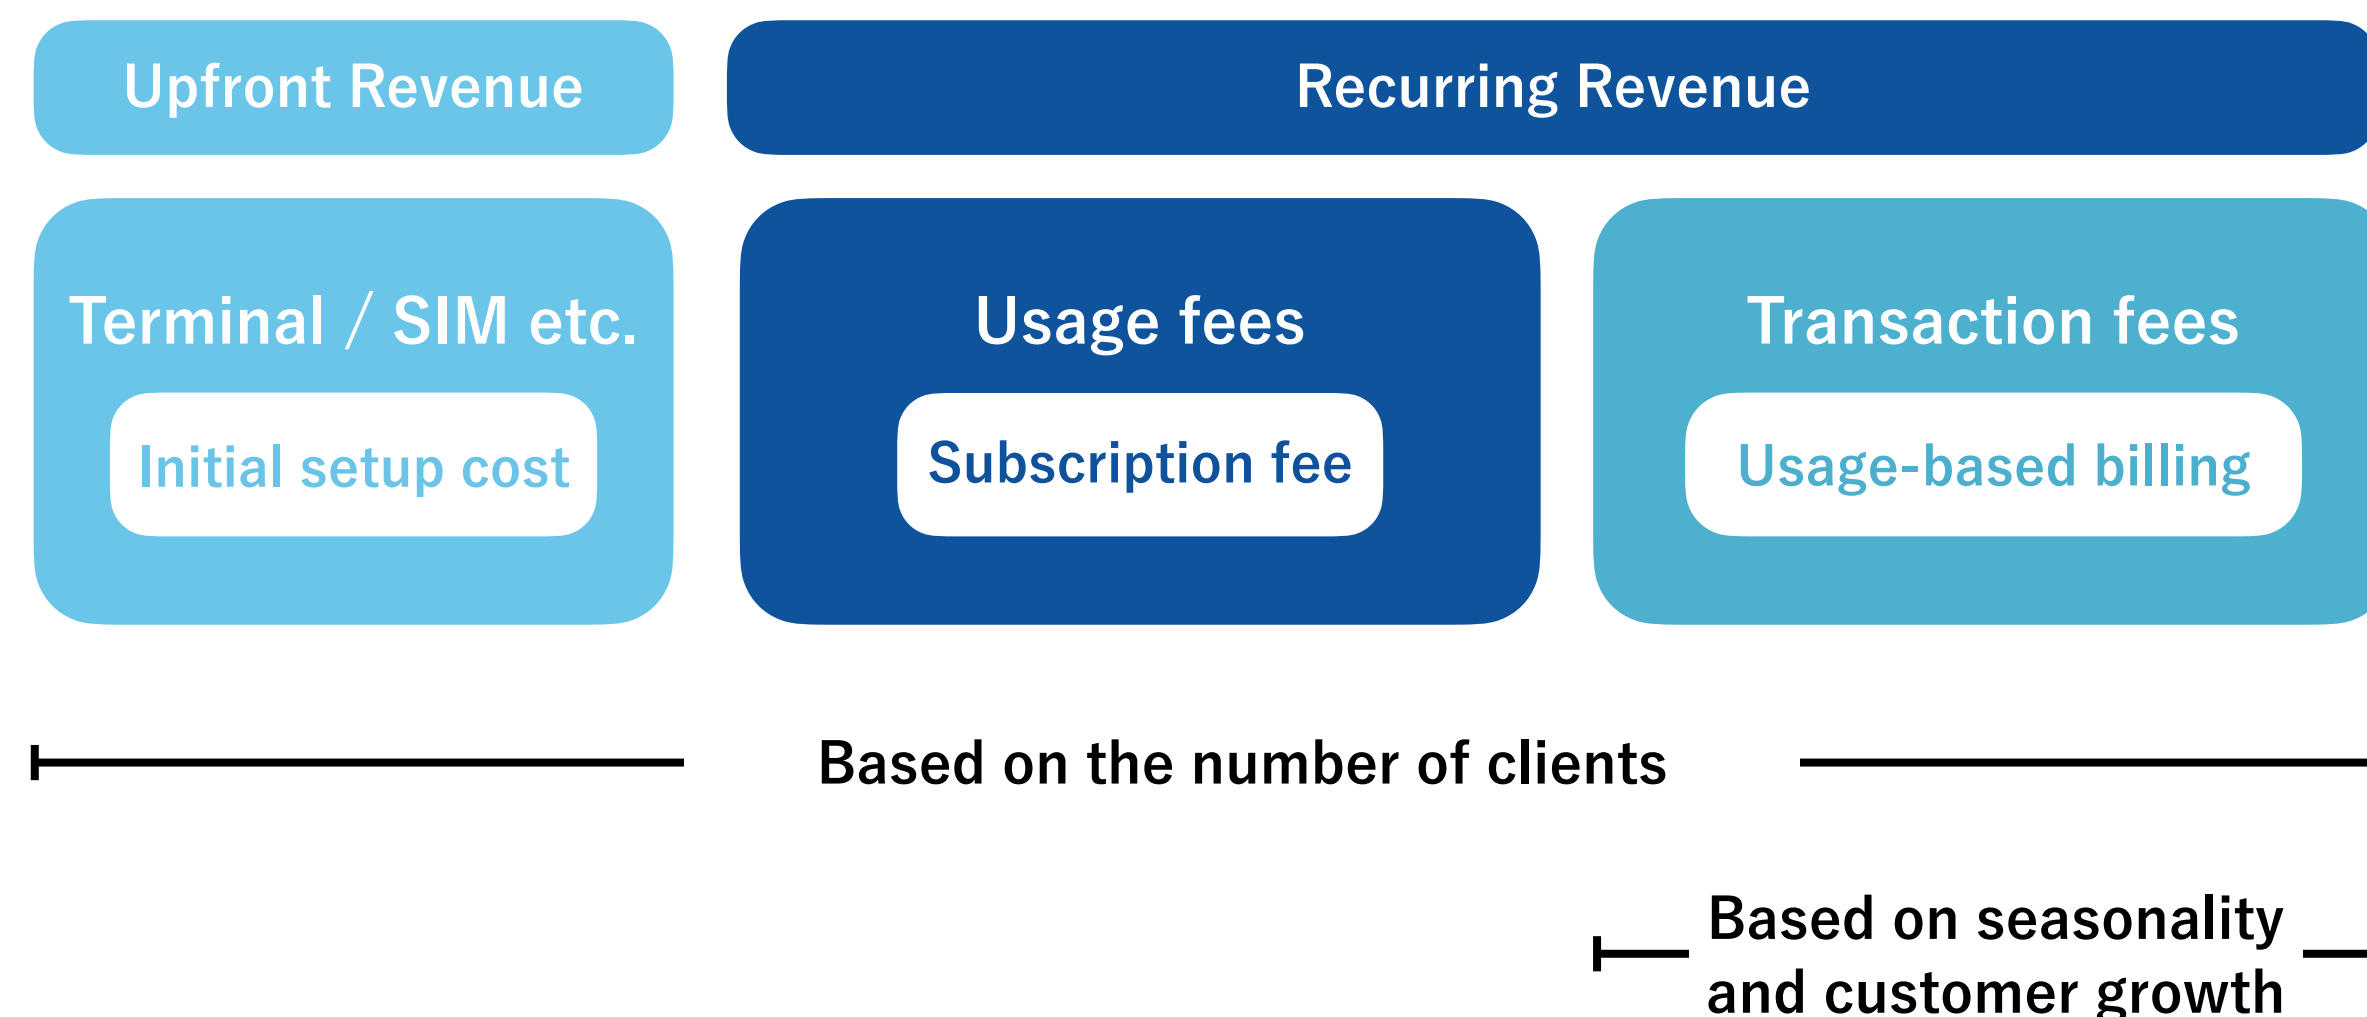 Upfront Revenue
Recurring Revenue
Terminal / SIM etc.
Initial setup cost
Usage fees
Subscription fee
Transaction fees
Usage-based billing
Based on the number of clients
Based on seasonality
and customer growth